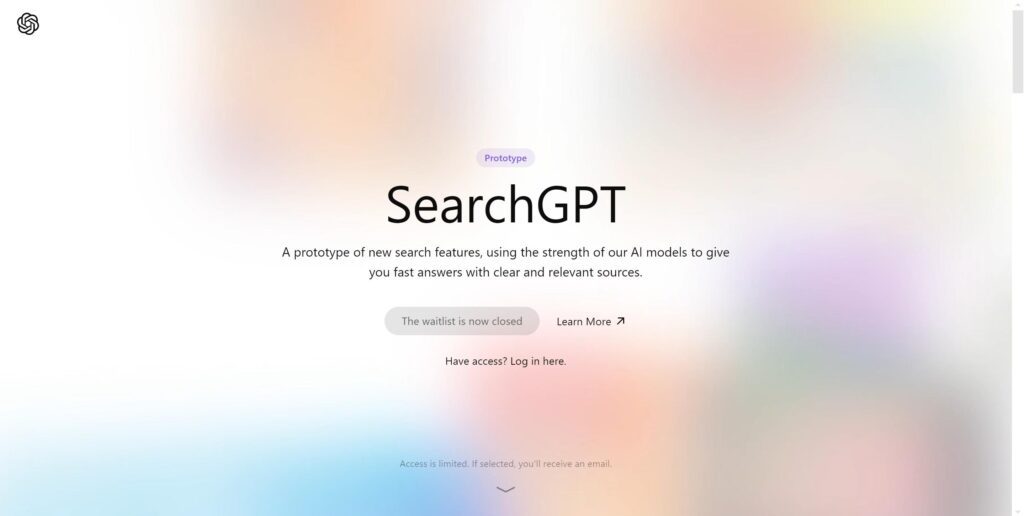 Prototype
SearchGPT
A prototype of new search features, using the strength of our AI models to give
you fast answers with clear and relevant sources.
The waitlist is now closed
Learn More
Have access? Log in here.
Access is limited. If selected, you'll receive an email.